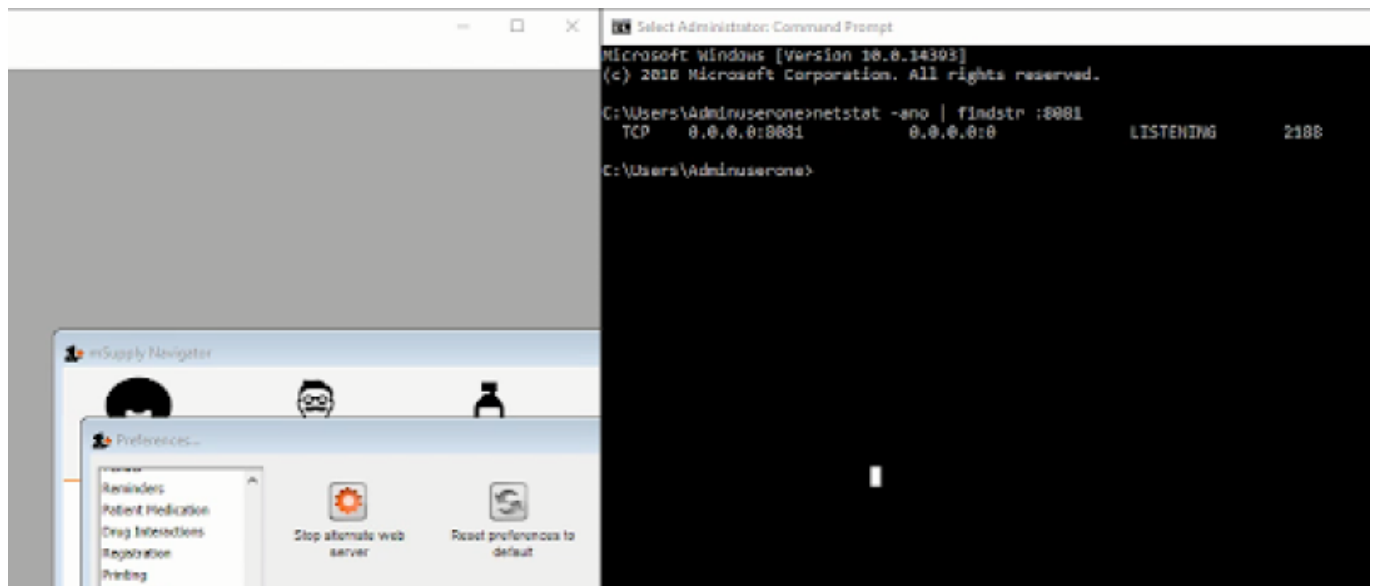 Select Administrator: Command Prompt
Microsoft Windows [Version 10.0.14393]
(c) 2016 Microsoft Corporation. All rights reserved.
C:\Users\Adminuserone>netstat -ano | findstr :8081
TCP 0.0.0.0:8081 0.0.0.0:0 LISTENING 2188
C:\Users\Adminuserone>
mSupply Navigator
Preferences...
Reminders
Patient Medication
Drug Interactions
Registration
Printing
Stop alternate web
server
Reset preferences to
default